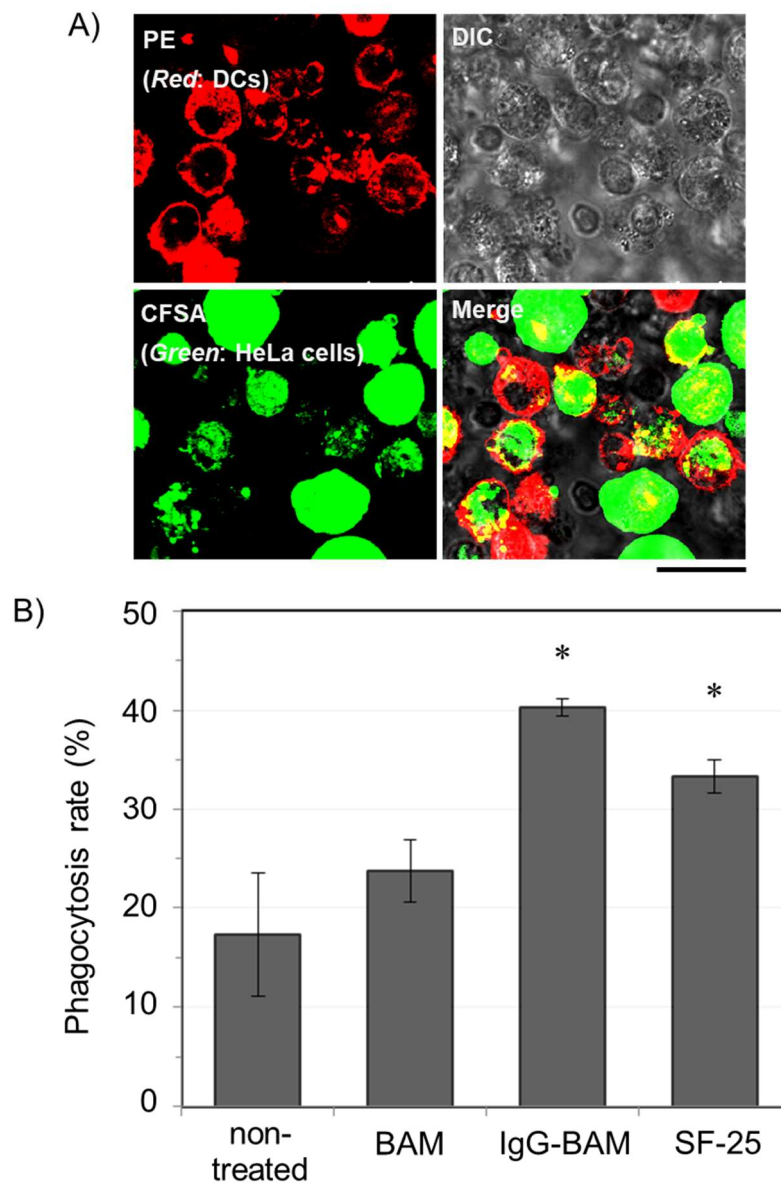 A)
PE
(Red: DCs)
DIC
CFSA
(Green: HeLa cells)
Merge
B)
Phagocytosis rate (%)
50
40
30
20
10
0
*
*
non-
treated
BAM
IgG-BAM
SF-25